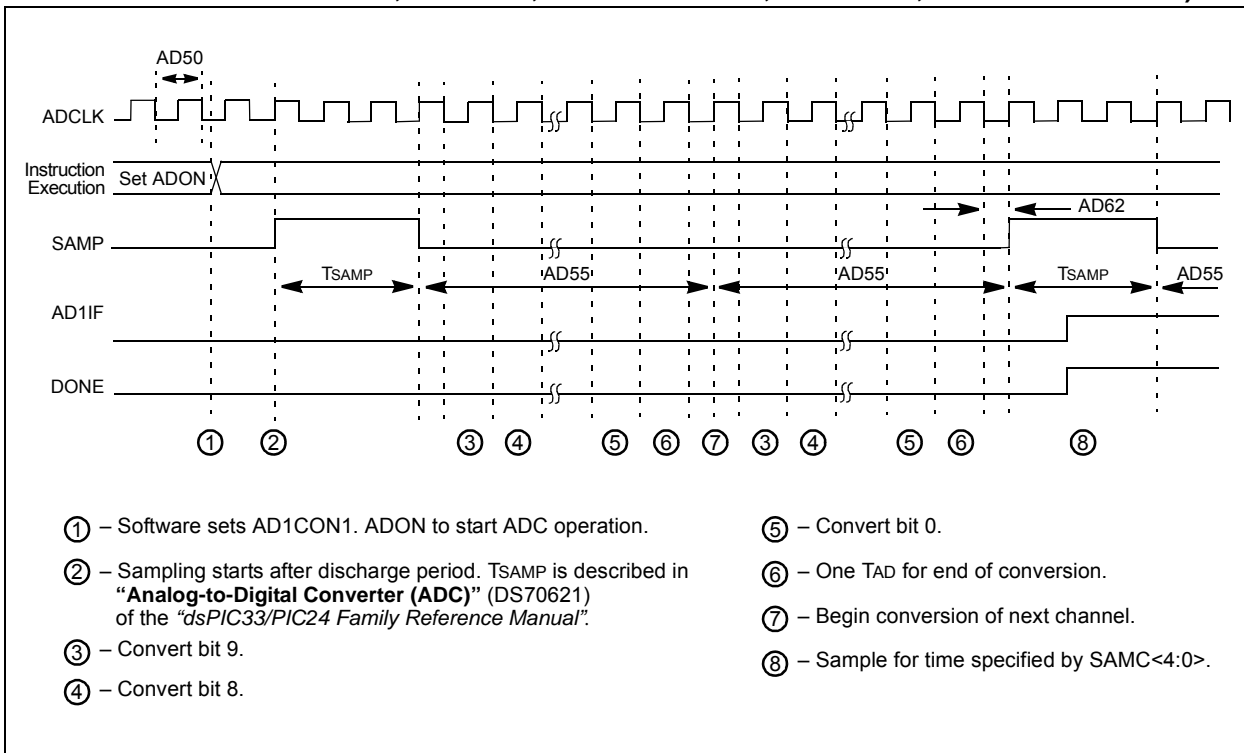 AD50
ADCLK
Instruction
Execution
Set ADON
AD62
SAMP
TSAMP
AD55
AD55
TSAMP
AD55
AD1IF
DONE
1 2 3 4 5 6 7 3 4 5 6 8
1 – Software sets AD1CON1. ADON to start ADC operation.
2 – Sampling starts after discharge period. TSAMP is described in
“Analog-to-Digital Converter (ADC)” (DS70621)
of the “dsPIC33/PIC24 Family Reference Manual”.
3 – Convert bit 9.
4 – Convert bit 8.
5 – Convert bit 0.
6 – One TAD for end of conversion.
7 – Begin conversion of next channel.
8 – Sample for time specified by SAMC<4:0>.